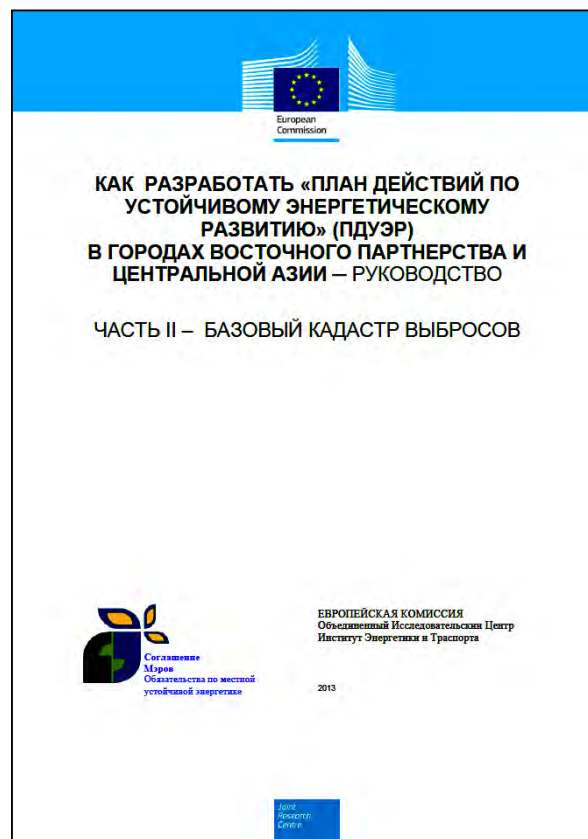 European
Commission
КАК РАЗРАБОТАТЬ «ПЛАН ДЕЙСТВИЙ ПО
УСТОЙЧИВОМУ ЭНЕРГЕТИЧЕСКОМУ
РАЗВИТИЮ» (ПДУЭР)
В ГОРОДАХ ВОСТОЧНОГО ПАРТНЕРСТВА И
ЦЕНТРАЛЬНОЙ АЗИИ — РУКОВОДСТВО
ЧАСТЬ II – БАЗОВЫЙ КАДАСТР ВЫБРОСОВ
Соглашение
Мэров
Обязательства по местной
устойчивой энергетике
ЕВРОПЕЙСКАЯ КОМИССИЯ
Объединенный Исследовательский Центр
Институт Энергетики и Траспорта
2013
Joint
Research
Centre